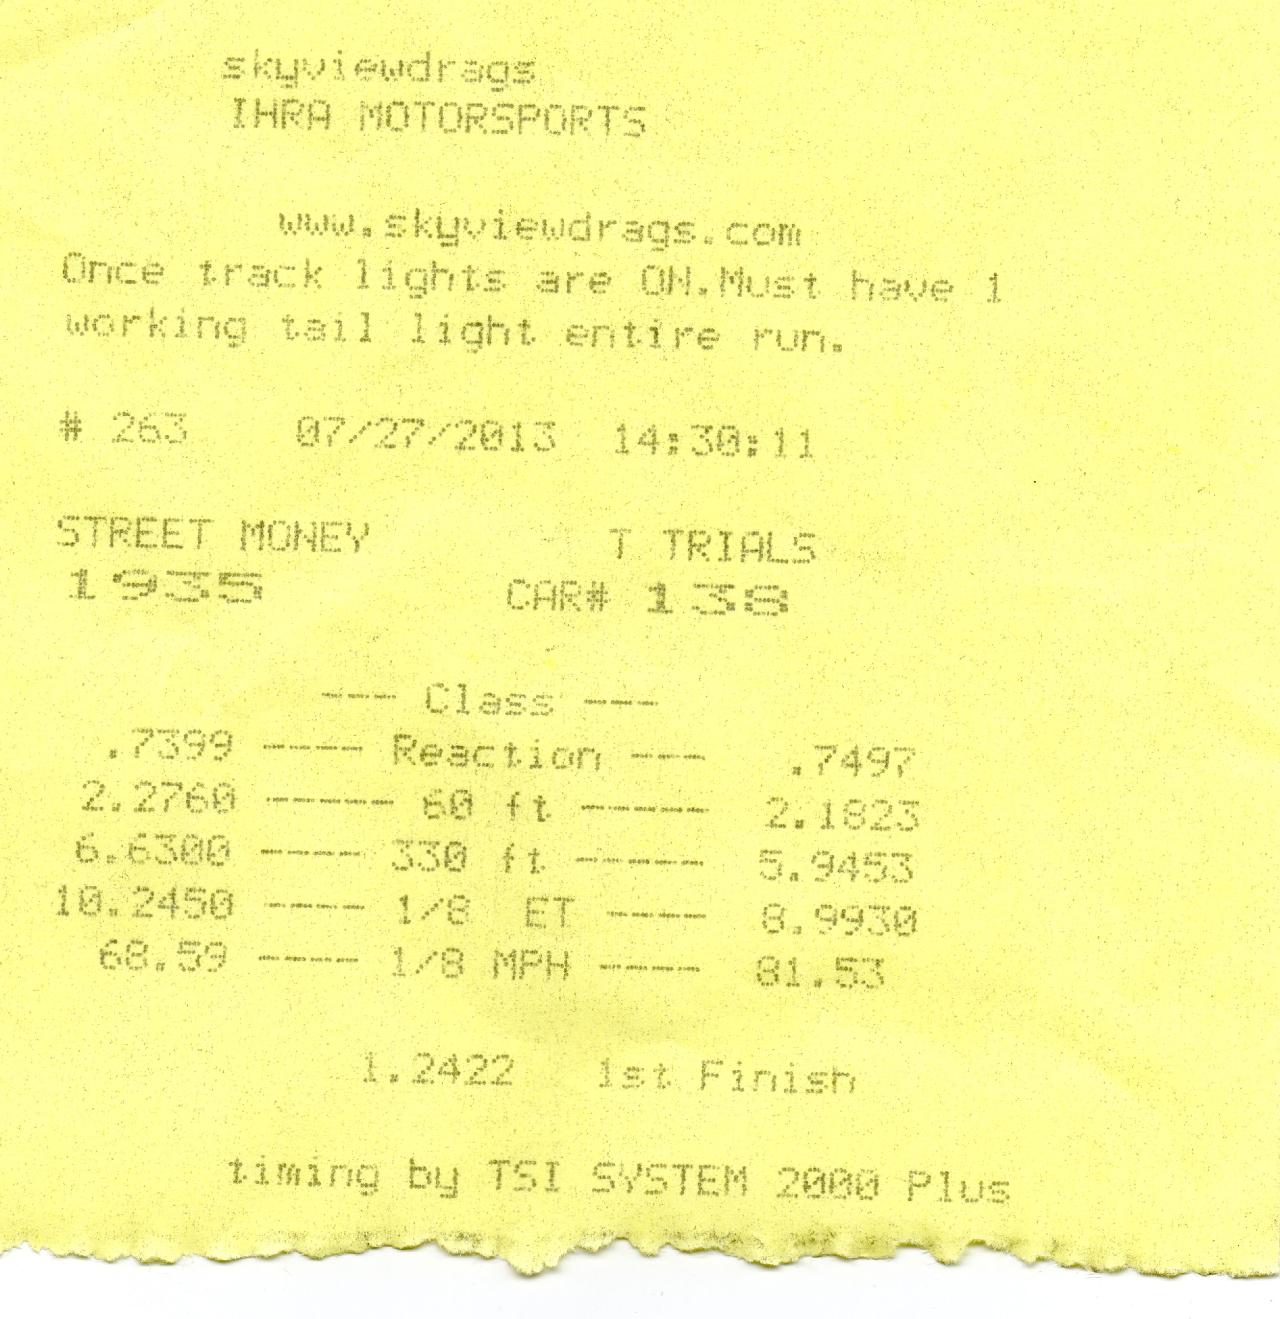 skyviewdrags
IHRA MOTORSPORTS
www.skyviewdrags.com
Once track lights are ON.Must have 1
working tail light entire run.
# 263 07/27/2013 14:30:11
STREET MONEY T TRIALS
1935 CAR# 138
--- Class ---
.7399 ---- Reaction --- .7497
2.2760 ----- 60 ft ----- 2.1823
6.6300 ---- 330 ft ----- 5.9453
10.2450 ---- 1/8 ET ---- 8.9930
68.59 ---- 1/8 MPH ---- 81.53
1.2422 1st Finish
timing by TSI SYSTEM 2000 Plus